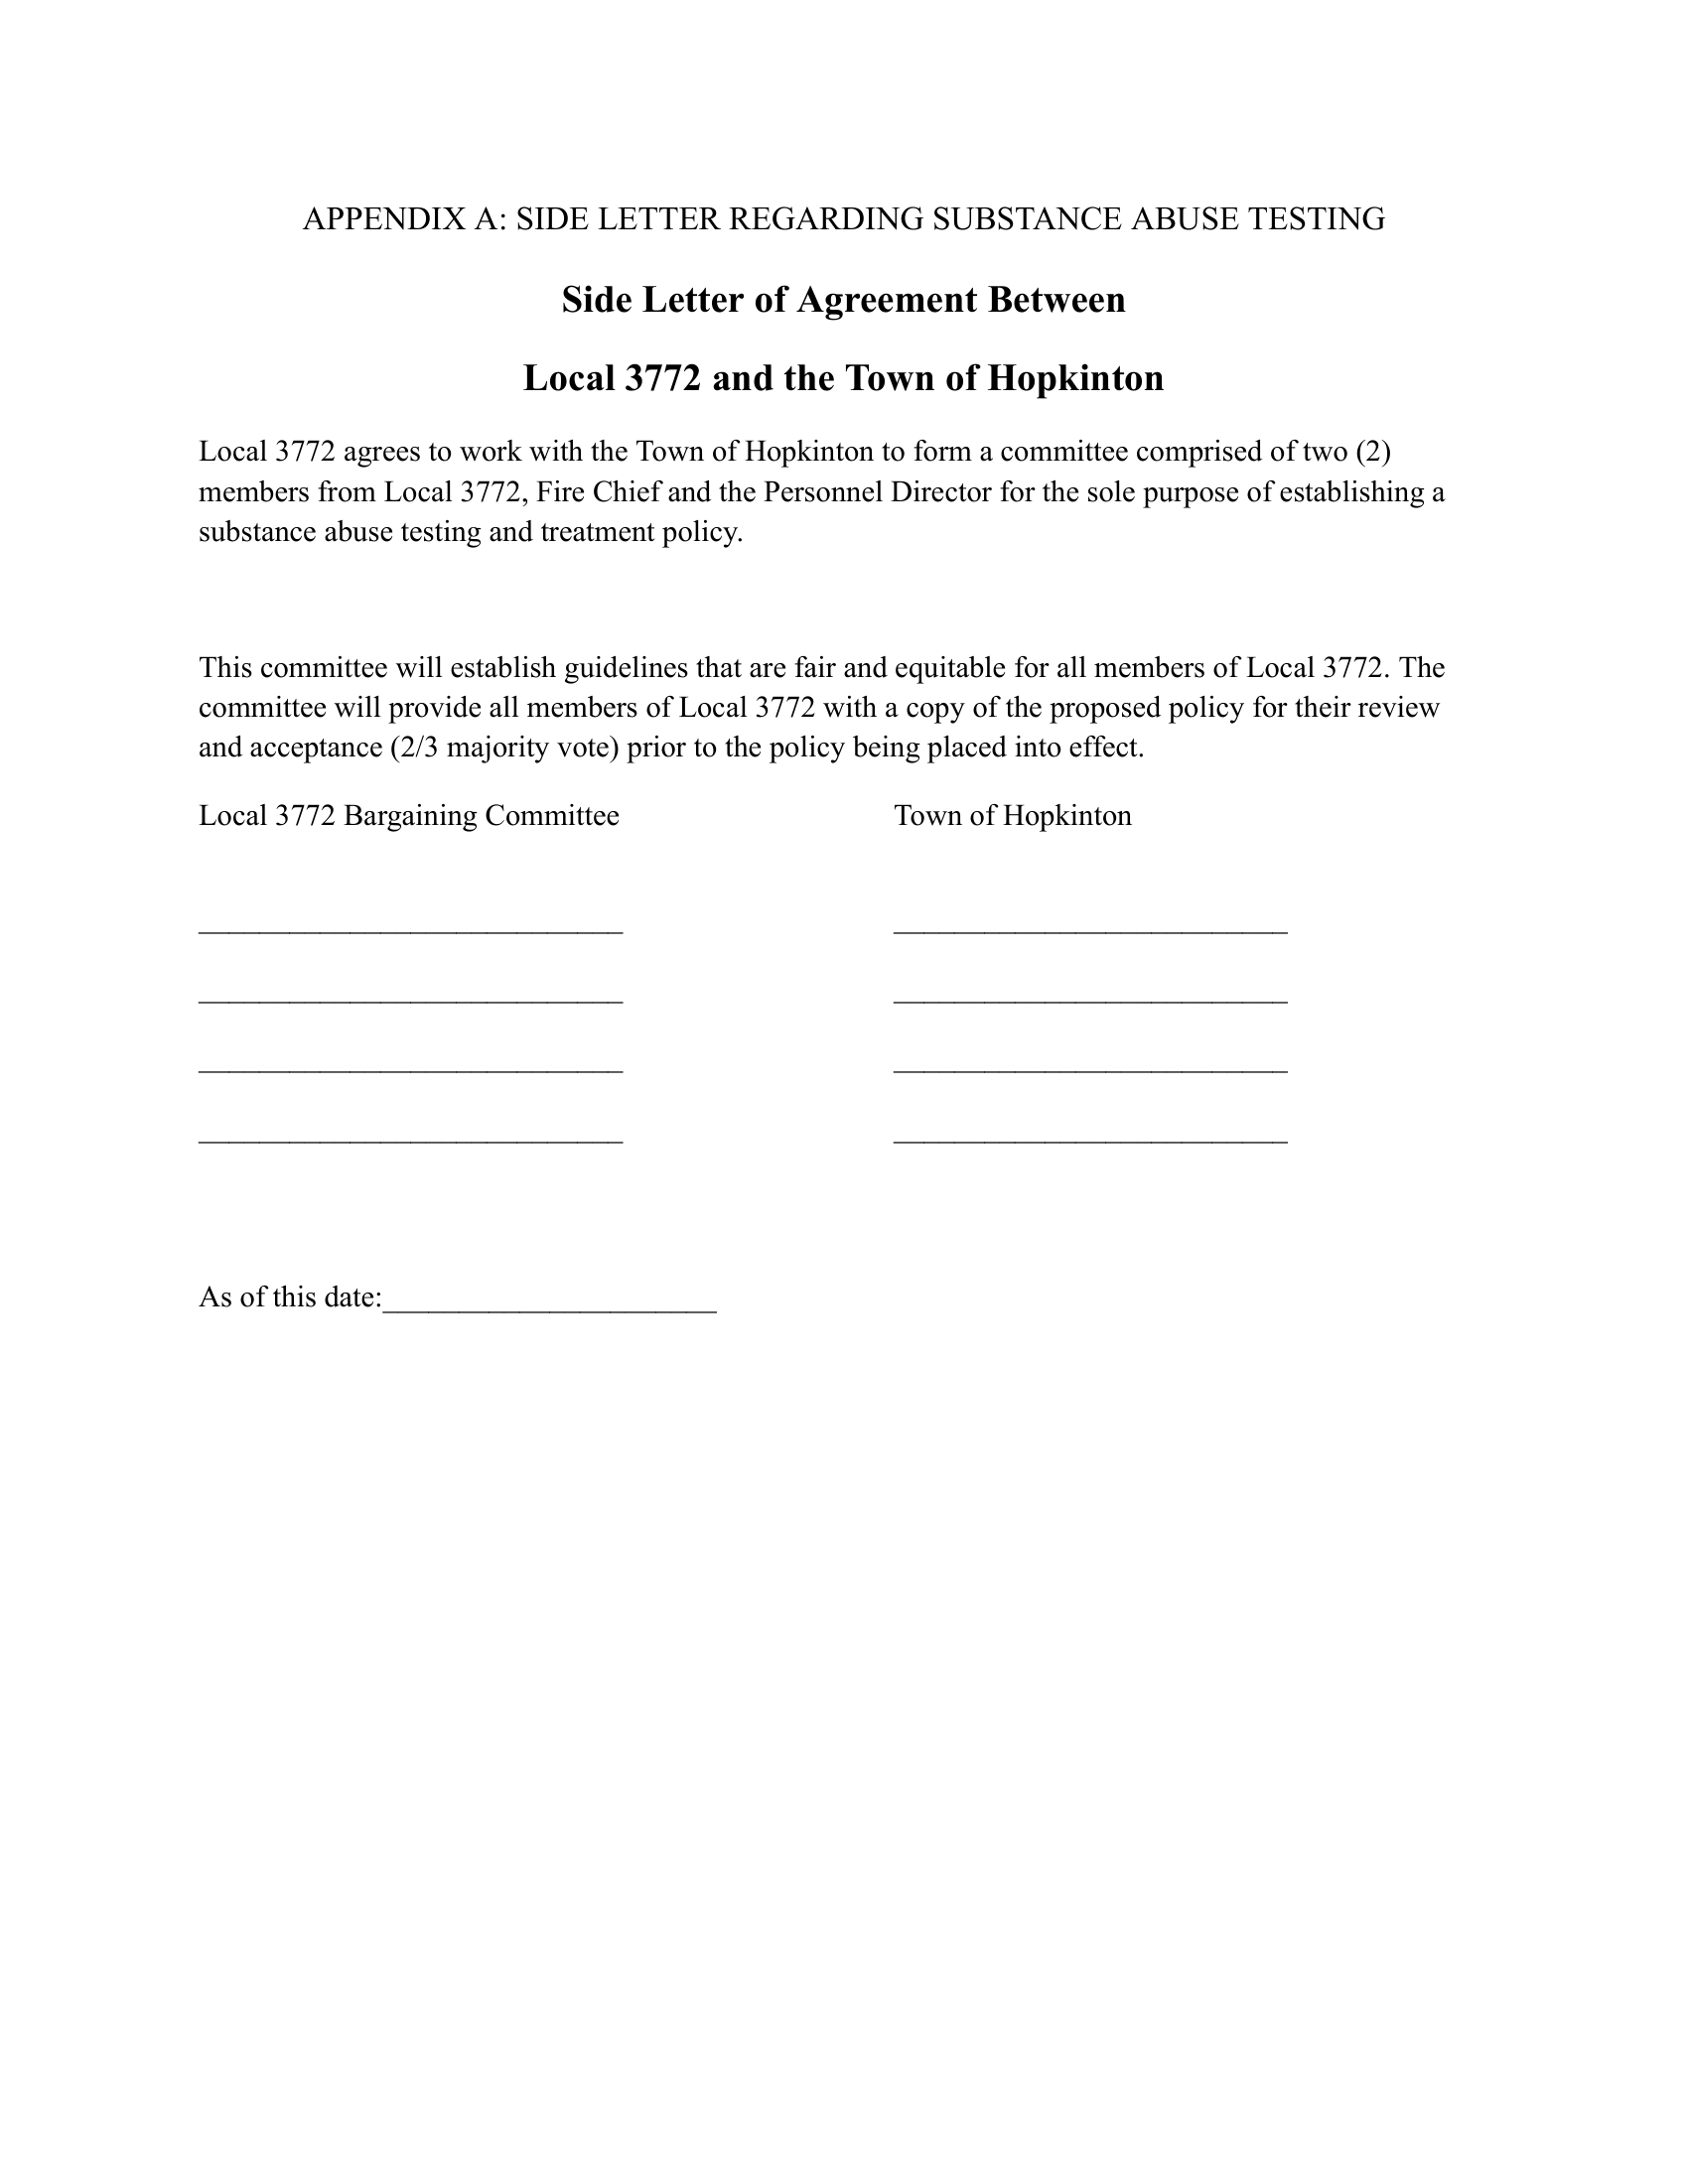 APPENDIX A: SIDE LETTER REGARDING SUBSTANCE ABUSE TESTING
Side Letter of Agreement Between
Local 3772 and the Town of Hopkinton
Local 3772 agrees to work with the Town of Hopkinton to form a committee comprised of two (2)
members from Local 3772, Fire Chief and the Personnel Director for the sole purpose of establishing a
substance abuse testing and treatment policy.
This committee will establish guidelines that are fair and equitable for all members of Local 3772. The
committee will provide all members of Local 3772 with a copy of the proposed policy for their review
and acceptance (2/3 majority vote) prior to the policy being placed into effect.
Local 3772 Bargaining Committee Town of Hopkinton
____________________________ __________________________
____________________________ __________________________
____________________________ __________________________
____________________________ __________________________
As of this date:______________________